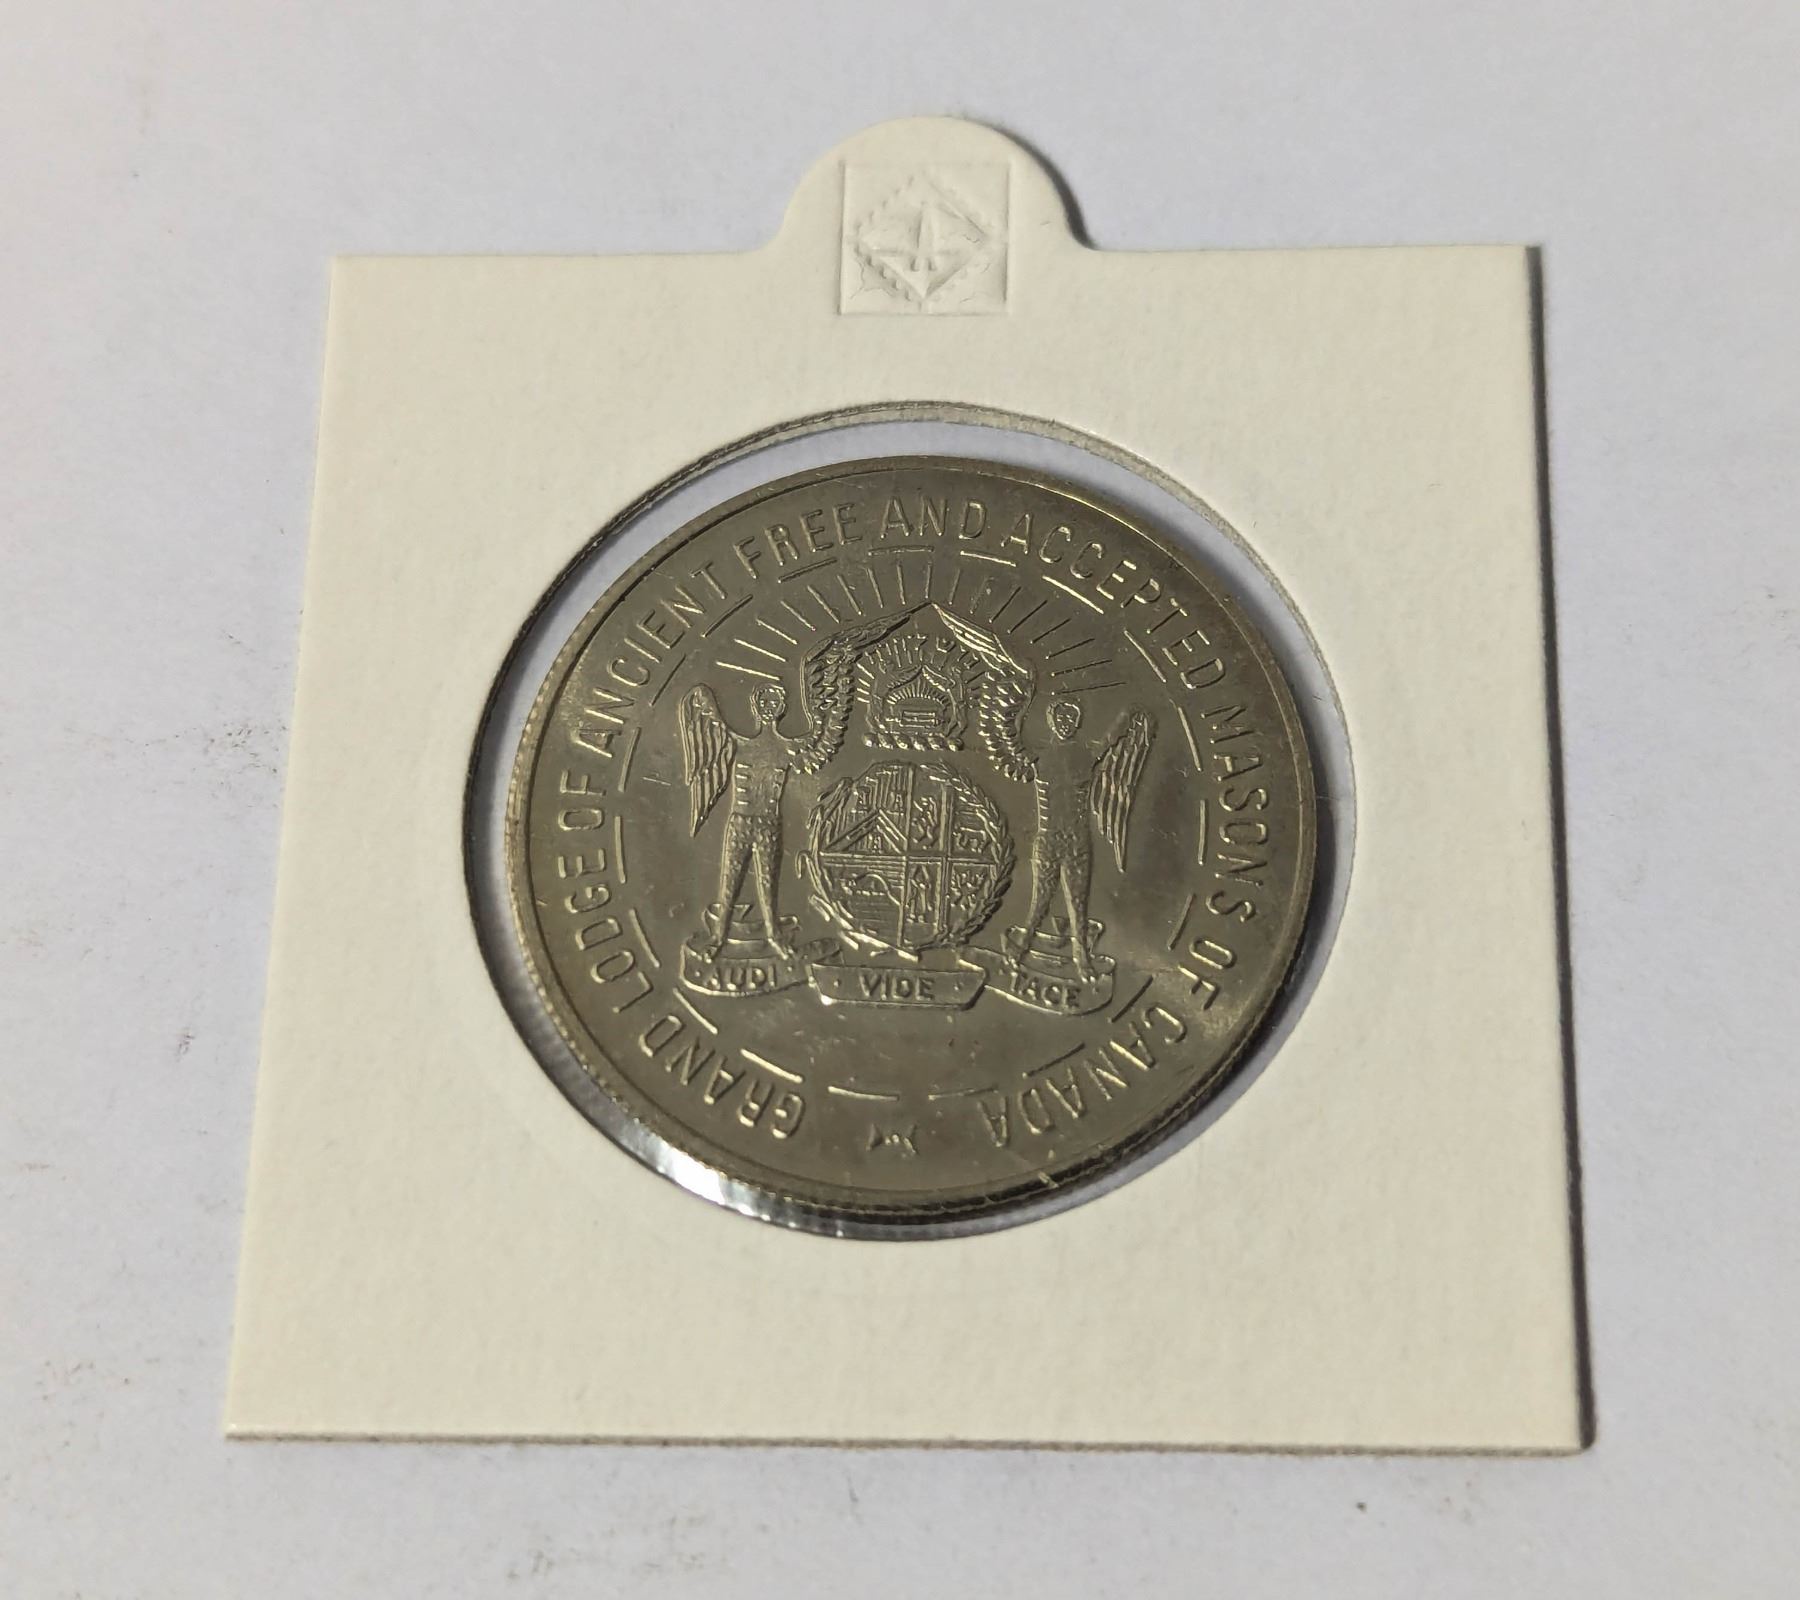 GRAND LODGE OF ANCIENT FREE AND ACCEPTED MASONS OF CANADA
AUDI · VIDE · TACE